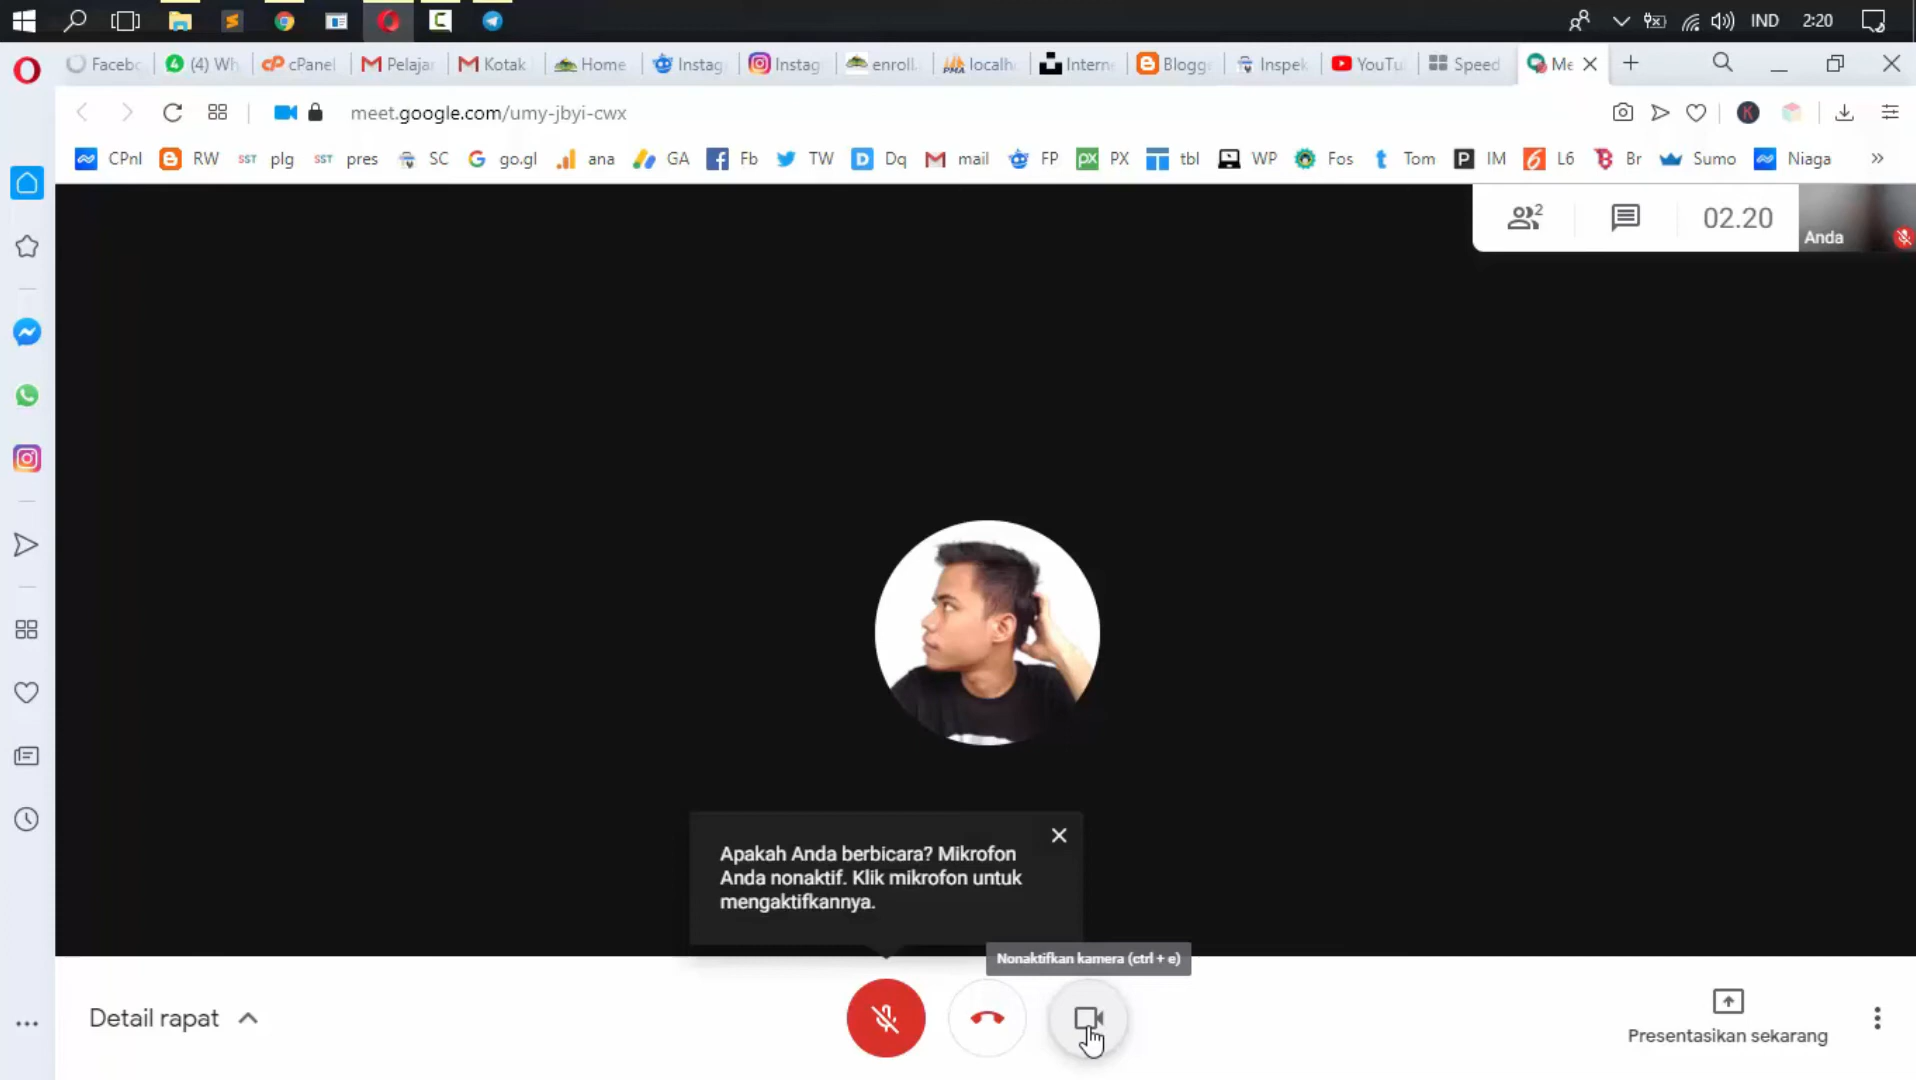 IND 2:20
Facebo (4) Wh cPanel Pelajar Kotak Home Instag Instag enroll. localh Intern Blogge Inspek YouTu Speed Me
meet.google.com/umy-jbyi-cwx
CPnl RW plg pres SC go.gl ana GA Fb TW Dq mail FP PX tbl WP Fos Tom IM L6 Br Sumo Niaga
2 02.20
Anda
Apakah Anda berbicara? Mikrofon
Anda nonaktif. Klik mikrofon untuk
mengaktifkannya.
Nonaktifkan kamera (ctrl + e)
Detail rapat
Presentasikan sekarang